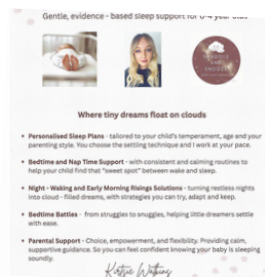 Gentle, evidence - based sleep support for 0-4 year olds
Where tiny dreams float on clouds
• Personalised Sleep Plans - tailored to your child's temperament, age and your
parenting style. You choose the settling technique and I work at your pace.
• Bedtime and Nap Time Support - with consistent and calming routines to
help your child find that "sweet spot" between wake and sleep.
• Night - Waking and Early Morning Risings Solutions - turning restless nights
into cloud - filled dreams, with strategies you can try, adapt and keep.
• Bedtime Battles - from struggles to snuggles, helping little dreamers settle
with ease.
• Parental Support - Choice, empowerment, and flexibility. Providing calm,
supportive guidance. So you can feel confident knowing your baby is sleeping
soundly.
Kirstie Watkins